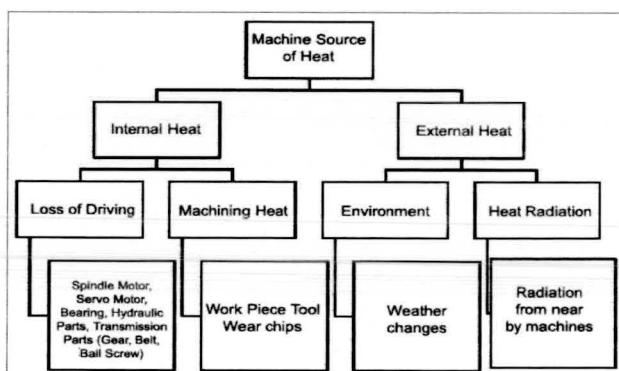 Machine Source
of Heat
Internal Heat
External Heat
Loss of Driving
Machining Heat
Environment
Heat Radiation
Spindle Motor,
Servo Motor,
Bearing, Hydraulic
Parts, Transmission
Parts (Gear, Belt,
Ball Screw)
Work Piece Tool
Wear chips
Weather
changes
Radiation
from near
by machines